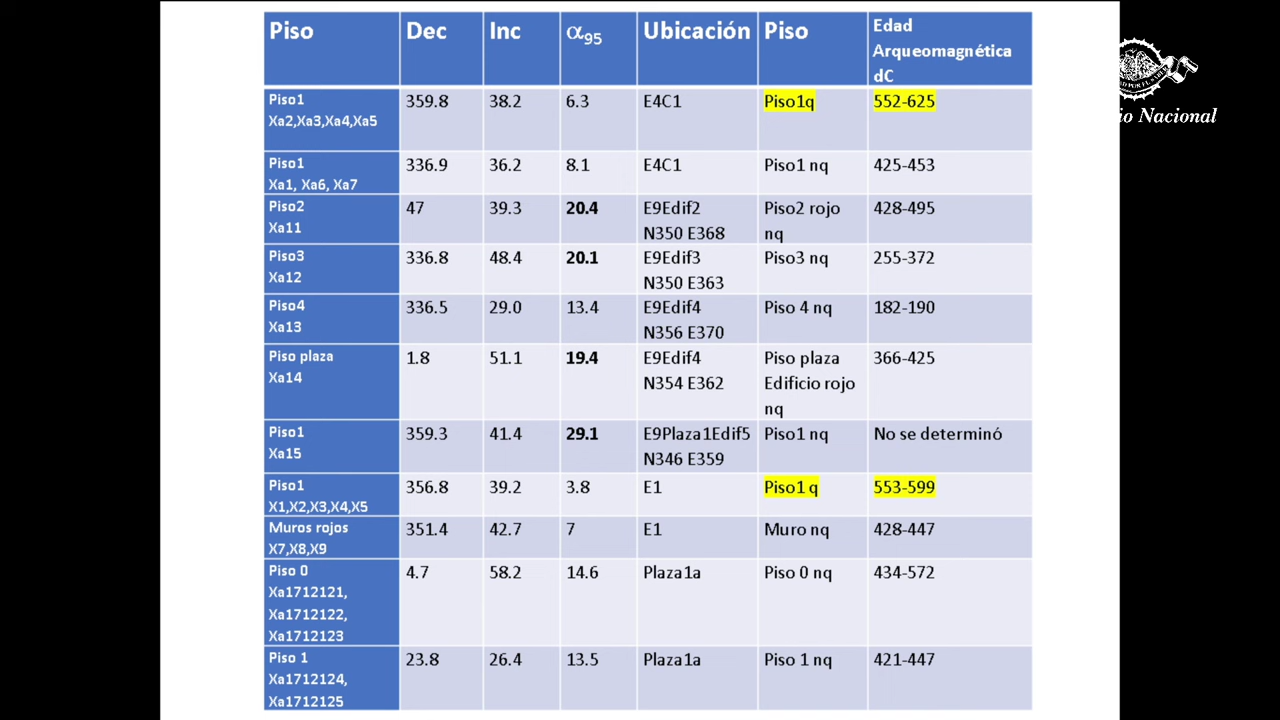 Piso Dec Inc α95 Ubicación Piso Edad Arqueomagnética dC
Piso1 Xa2,Xa3,Xa4,Xa5 359.8 38.2 6.3 E4C1 Piso1q 552-625
Piso1 Xa1, Xa6, Xa7 336.9 36.2 8.1 E4C1 Piso1 nq 425-453
Piso2 Xa11 47 39.3 20.4 E9Edif2 N350 E368 Piso2 rojo nq 428-495
Piso3 Xa12 336.8 48.4 20.1 E9Edif3 N350 E363 Piso3 nq 255-372
Piso4 Xa13 336.5 29.0 13.4 E9Edif4 N356 E370 Piso 4 nq 182-190
Piso plaza Xa14 1.8 51.1 19.4 E9Edif4 N354 E362 Piso plaza Edificio rojo nq 366-425
Piso1 Xa15 359.3 41.4 29.1 E9Plaza1Edif5 N346 E359 Piso1 nq No se determinó
Piso1 X1,X2,X3,X4,X5 356.8 39.2 3.8 E1 Piso1 q 553-599
Muros rojos X7,X8,X9 351.4 42.7 7 E1 Muro nq 428-447
Piso 0 Xa1712121, Xa1712122, Xa1712123 4.7 58.2 14.6 Plaza1a Piso 0 nq 434-572
Piso 1 Xa1712124, Xa1712125 23.8 26.4 13.5 Plaza1a Piso 1 nq 421-447
io Nacional